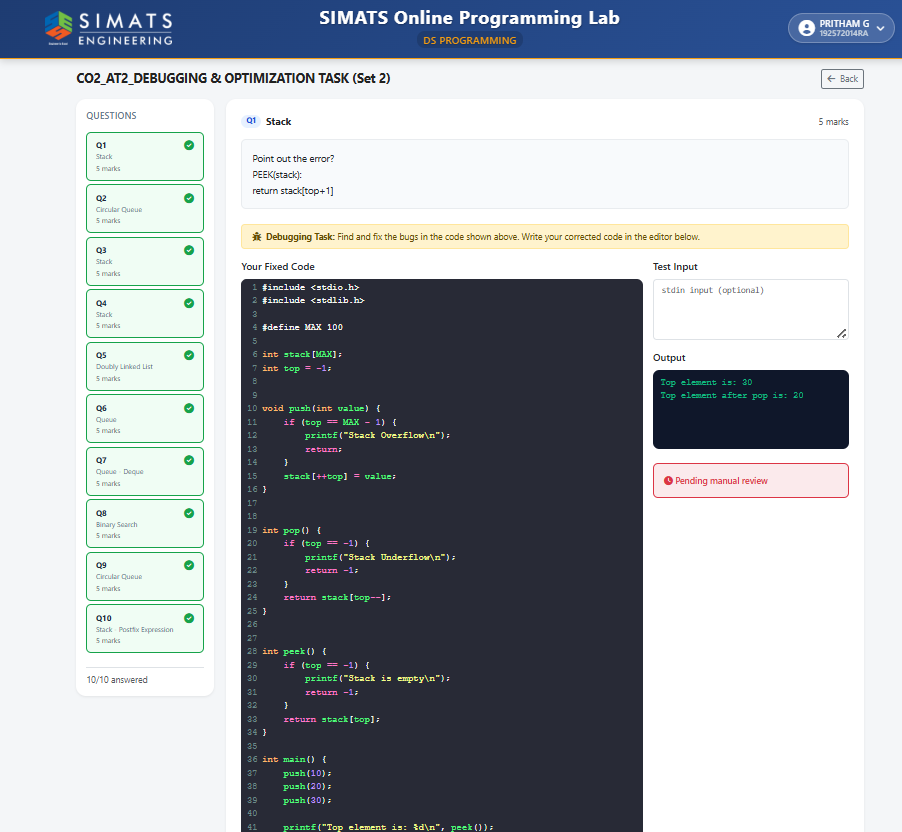 SIMATS
ENGINEERING
SIMATS Online Programming Lab
DS PROGRAMMING
PRITHAM G
192572014RA
CO2_AT2_DEBUGGING & OPTIMIZATION TASK (Set 2)
← Back
QUESTIONS
Q1
Stack
5 marks
Q2
Circular Queue
5 marks
Q3
Stack
5 marks
Q4
Stack
5 marks
Q5
Doubly Linked List
5 marks
Q6
Queue
5 marks
Q7
Queue · Deque
5 marks
Q8
Binary Search
5 marks
Q9
Circular Queue
5 marks
Q10
Stack · Postfix Expression
5 marks
10/10 answered
Q1 Stack
5 marks
Point out the error?
PEEK(stack):
return stack[top+1]
Debugging Task: Find and fix the bugs in the code shown above. Write your corrected code in the editor below.
Your Fixed Code
1 #include <stdio.h>
2 #include <stdlib.h>
3
4 #define MAX 100
5
6 int stack[MAX];
7 int top = -1;
8
9
10 void push(int value) {
11     if (top == MAX - 1) {
12         printf("Stack Overflow\n");
13         return;
14     }
15     stack[++top] = value;
16 }
17
18
19 int pop() {
20     if (top == -1) {
21         printf("Stack Underflow\n");
22         return -1;
23     }
24     return stack[top--];
25 }
26
27
28 int peek() {
29     if (top == -1) {
30         printf("Stack is empty\n");
31         return -1;
32     }
33     return stack[top];
34 }
35
36 int main() {
37     push(10);
38     push(20);
39     push(30);
40
41     printf("Top element is: %d\n", peek());
Test Input
stdin input (optional)
Output
Top element is: 30
Top element after pop is: 20
Pending manual review